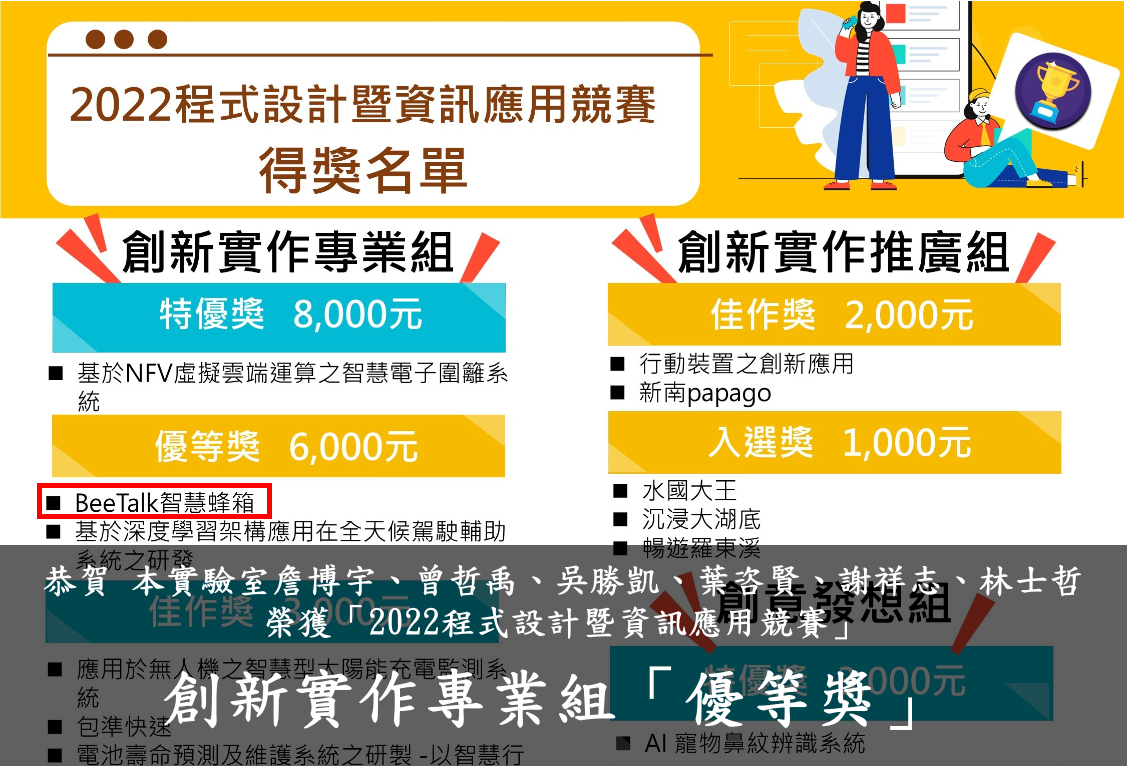 2022程式設計暨資訊應用競賽
得獎名單
創新實作專業組
特優獎 8,000元
■ 基於NFV虛擬雲端運算之智慧電子圍籬系
統
優等獎 6,000元
■ BeeTalk智慧蜂箱
■ 基於深度學習架構應用在全天候駕駛輔助
系統之研發
佳作獎 3,000元
■ 應用於無人機之智慧型太陽能充電監測系
統
■ 包準快速
■ 電池壽命預測及維護系統之研製 -以智慧行
創新實作推廣組
佳作獎 2,000元
■ 行動裝置之創新應用
■ 新南papago
入選獎 1,000元
■ 水國大王
■ 沉浸大湖底
■ 暢遊羅東溪
創意發想組
特優獎 3,000元
■ AI 寵物鼻紋辨識系統
恭賀 本實驗室詹博宇、曾哲禹、吳勝凱、葉咨賢、謝祥志、林士哲
榮獲「2022程式設計暨資訊應用競賽」
創新實作專業組「優等獎」